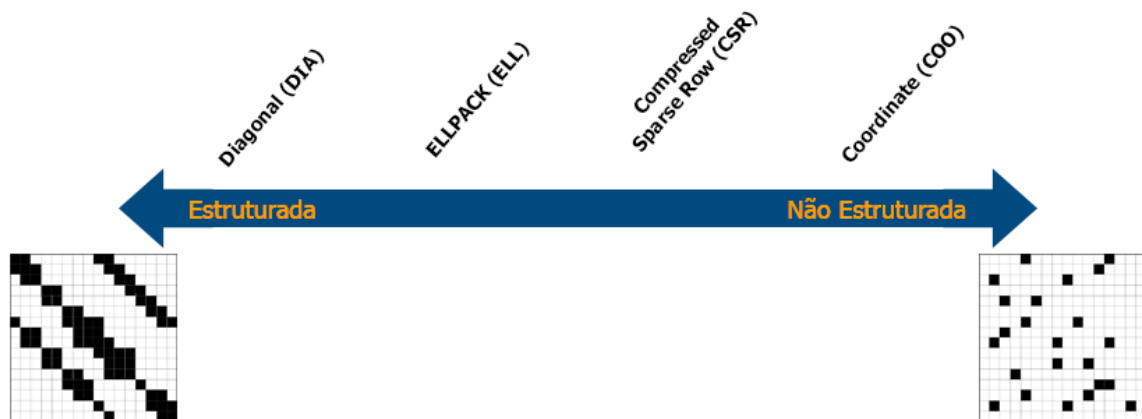 Diagonal (DIA)
ELLPACK (ELL)
Compressed
Sparse Row (CSR)
Coordinate (COO)
Estruturada
Não Estruturada